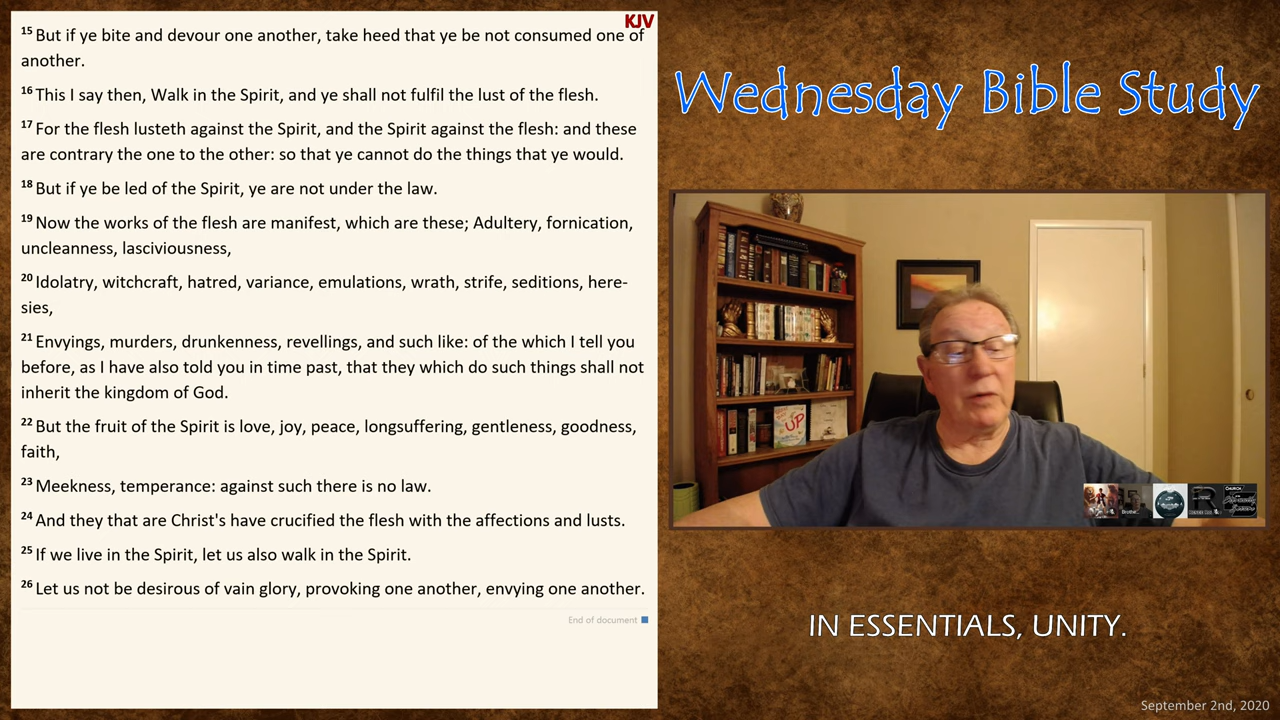 KJV
15 But if ye bite and devour one another, take heed that ye be not consumed one of
another.
16 This I say then, Walk in the Spirit, and ye shall not fulfil the lust of the flesh.
17 For the flesh lusteth against the Spirit, and the Spirit against the flesh: and these
are contrary the one to the other: so that ye cannot do the things that ye would.
18 But if ye be led of the Spirit, ye are not under the law.
19 Now the works of the flesh are manifest, which are these; Adultery, fornication,
uncleanness, lasciviousness,
20 Idolatry, witchcraft, hatred, variance, emulations, wrath, strife, seditions, here-
sies,
21 Envyings, murders, drunkenness, revellings, and such like: of the which I tell you
before, as I have also told you in time past, that they which do such things shall not
inherit the kingdom of God.
22 But the fruit of the Spirit is love, joy, peace, longsuffering, gentleness, goodness,
faith,
23 Meekness, temperance: against such there is no law.
24 And they that are Christ's have crucified the flesh with the affections and lusts.
25 If we live in the Spirit, let us also walk in the Spirit.
26 Let us not be desirous of vain glory, provoking one another, envying one another.
End of document
Wednesday Bible Study
UP
CHURCH
IN ESSENTIALS, UNITY.
September 2nd, 2020